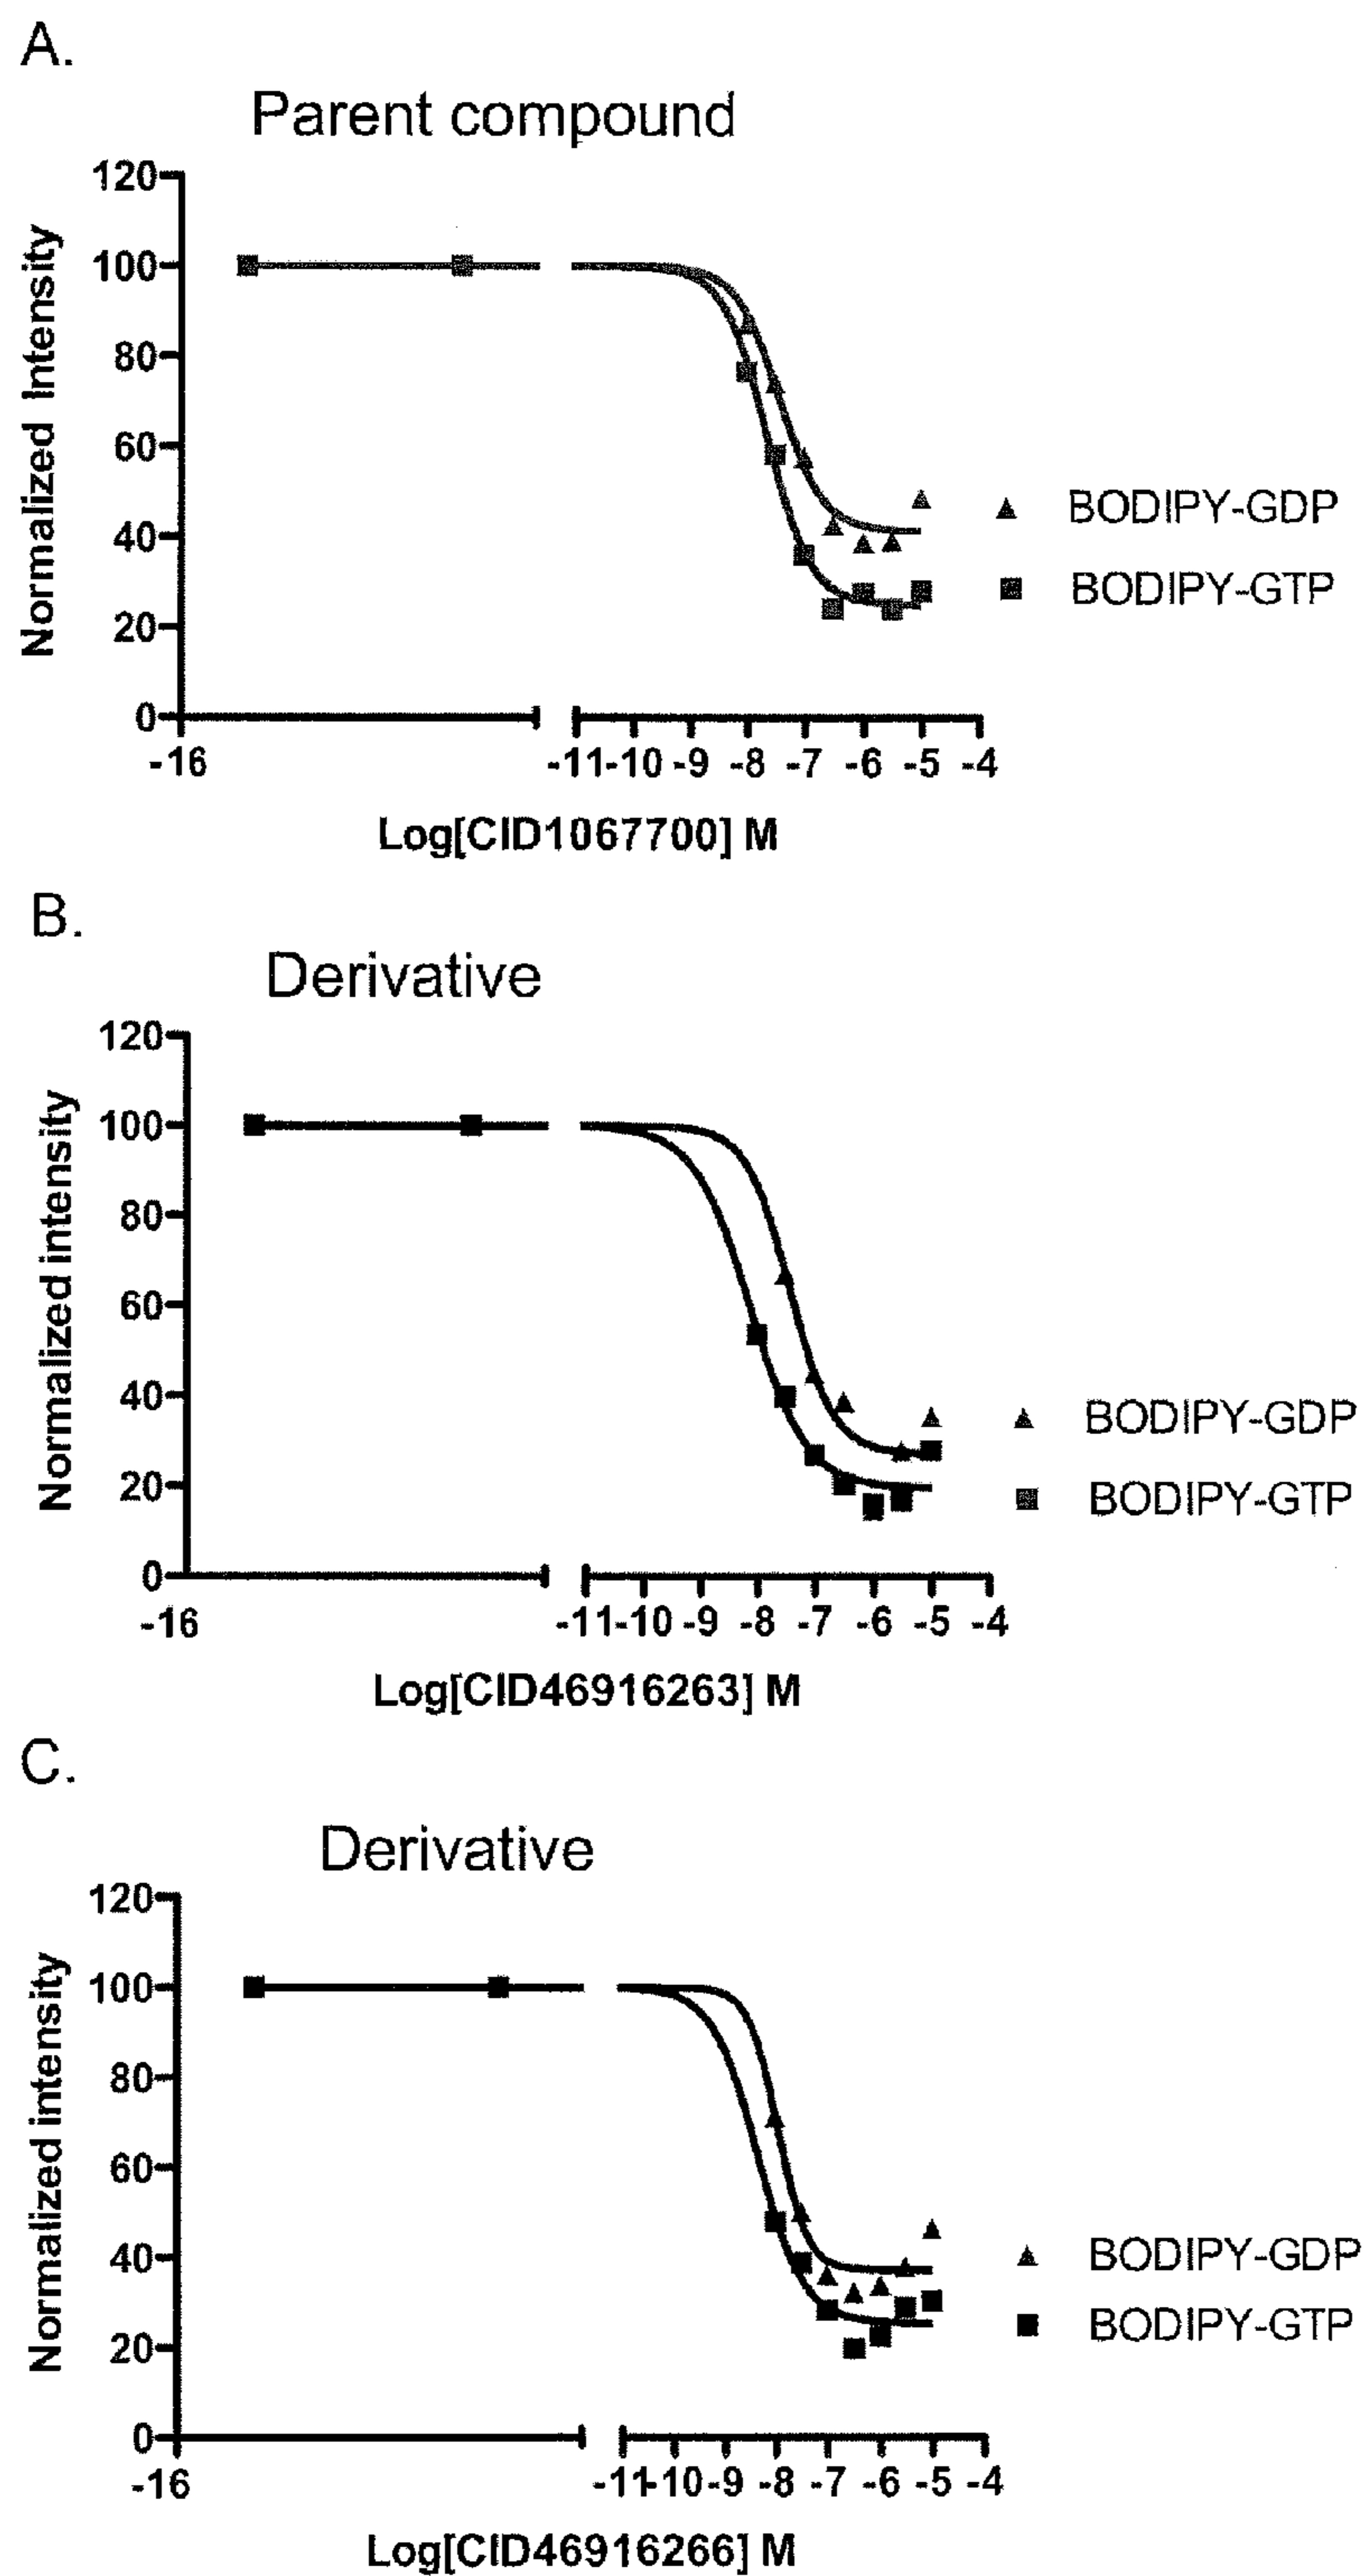 A.
Parent compound
Normalized Intensity
120
100
80
60
40
20
0
-16
-11 -10 -9 -8 -7 -6 -5 -4
BODIPY-GDP
BODIPY-GTP
Log[CID1067700] M
B.
Derivative
Normalized intensity
120
100
80
60
40
20
0
-16
-11 -10 -9 -8 -7 -6 -5 -4
BODIPY-GDP
BODIPY-GTP
Log[CID46916263] M
C.
Derivative
Normalized intensity
120
100
80
60
40
20
0
-16
-11 -10 -9 -8 -7 -6 -5 -4
BODIPY-GDP
BODIPY-GTP
Log[CID46916266] M